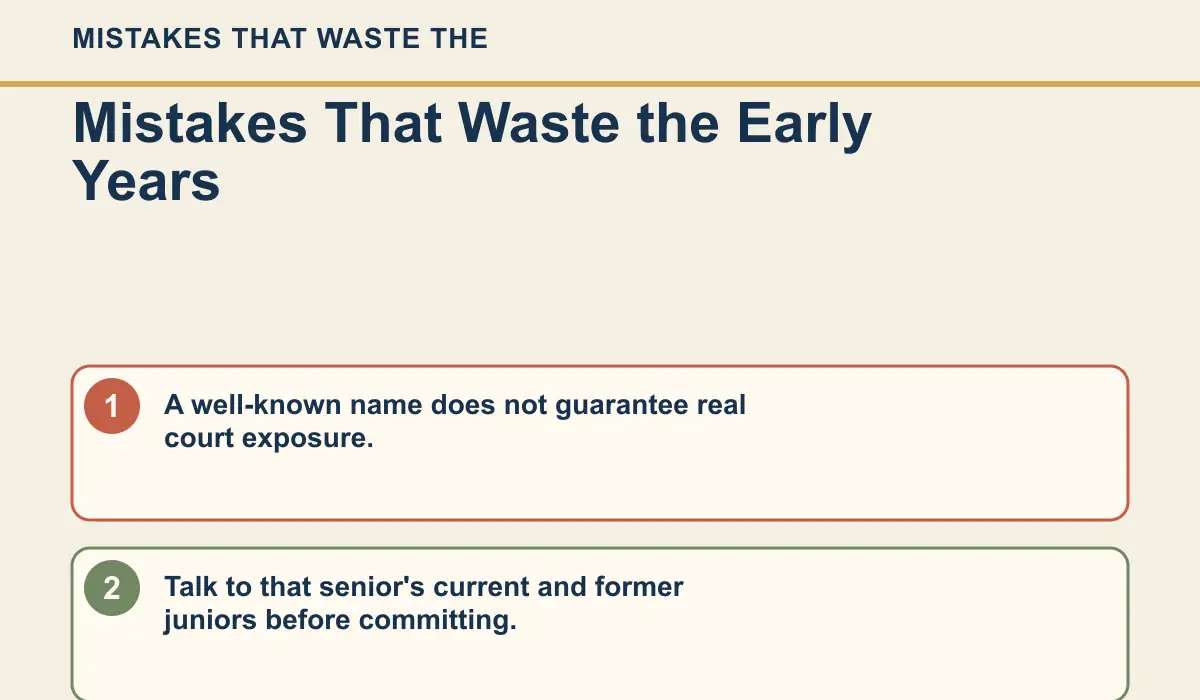 MISTAKES THAT WASTE THE
Mistakes That Waste the Early
Years
1
A well-known name does not guarantee real
court exposure.
2
Talk to that senior's current and former
juniors before committing.